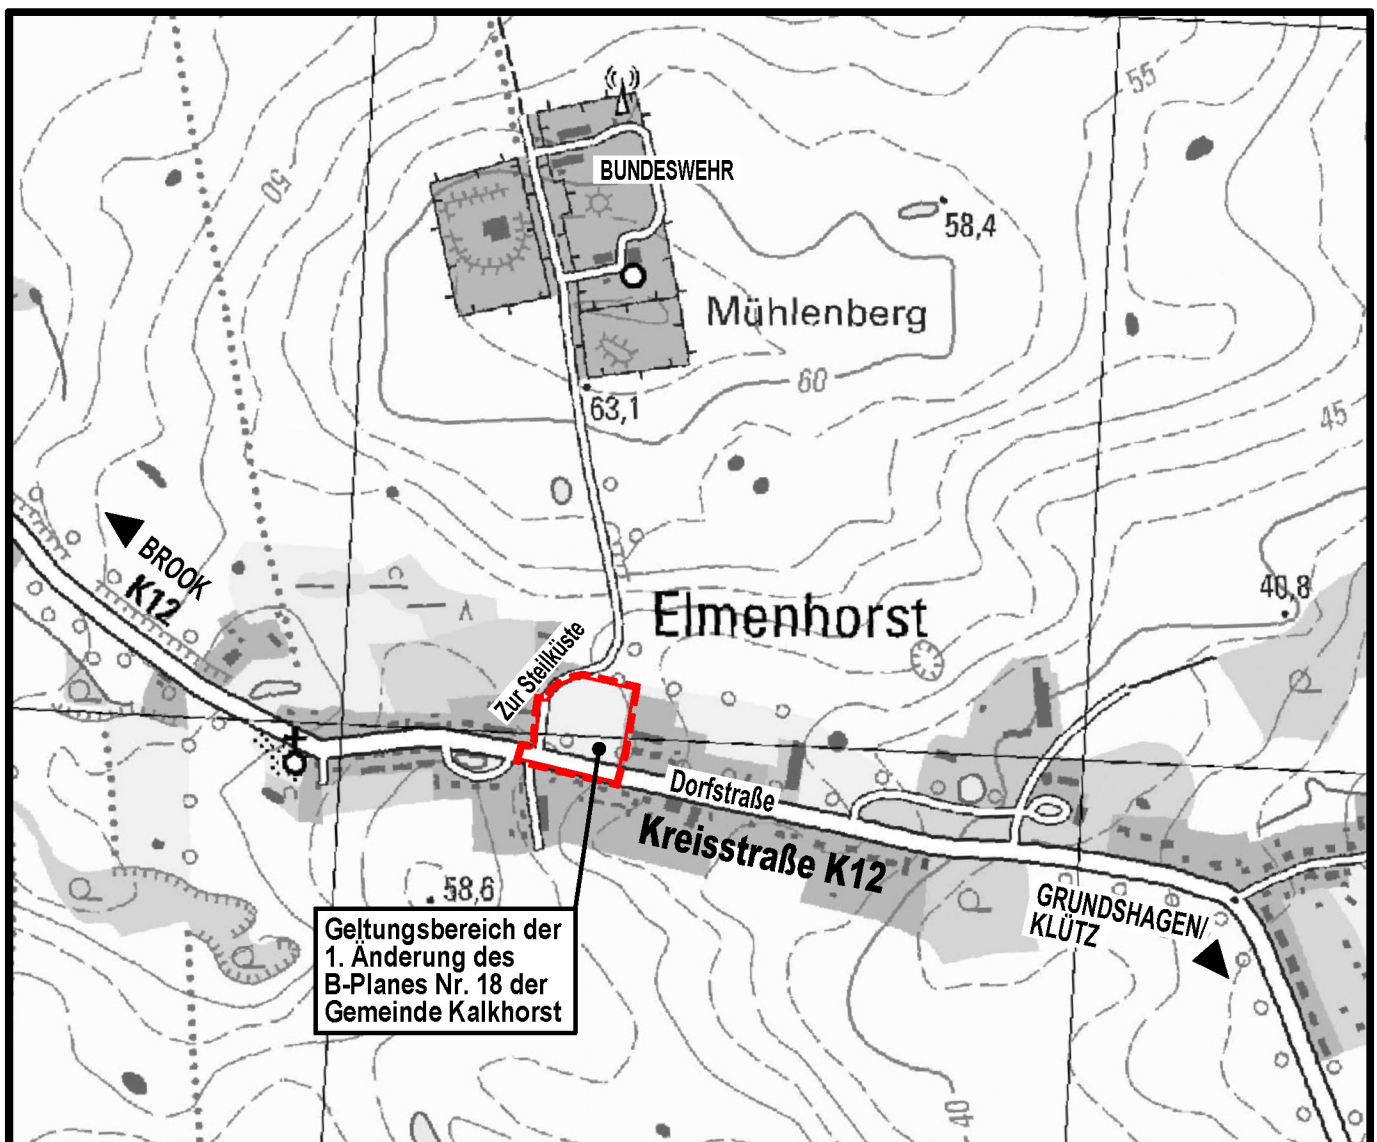 55
BUNDESWEHR
50
58,4
Mühlenberg
60
63,1
45
BROOK
K12
40,8
Elmenhorst
Zur Steilküste
Dorfstraße
Kreisstraße K12
58,6
GRUNDSHAGEN/
KLÜTZ
Geltungsbereich der
1. Änderung des
B-Planes Nr. 18 der
Gemeinde Kalkhorst
40